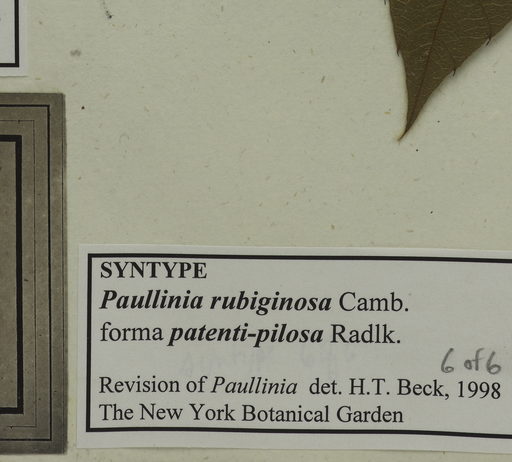 SYNTYPE
Paullinia rubiginosa Camb.
forma patenti-pilosa Radlk.
6 of 6
Revision of Paullinia det. H.T. Beck, 1998
The New York Botanical Garden